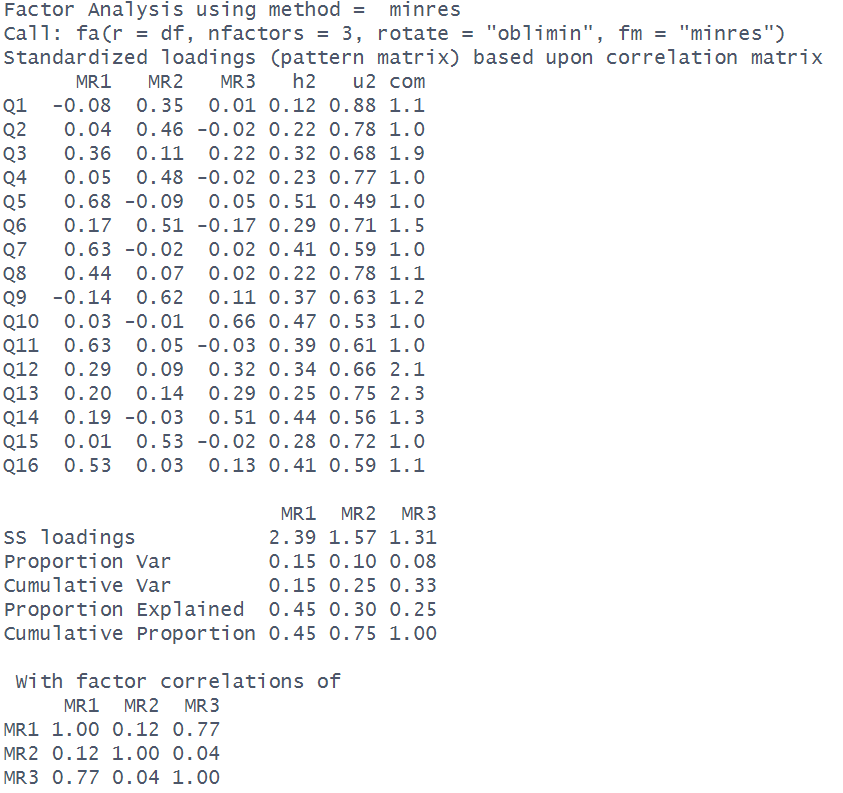 Factor Analysis using method =  minres
Call: fa(r = df, nfactors = 3, rotate = "oblimin", fm = "minres")
Standardized loadings (pattern matrix) based upon correlation matrix
      MR1   MR2   MR3   h2   u2 com
Q1  -0.08  0.35  0.01 0.12 0.88 1.1
Q2   0.04  0.46 -0.02 0.22 0.78 1.0
Q3   0.36  0.11  0.22 0.32 0.68 1.9
Q4   0.05  0.48 -0.02 0.23 0.77 1.0
Q5   0.68 -0.09  0.05 0.51 0.49 1.0
Q6   0.17  0.51 -0.17 0.29 0.71 1.5
Q7   0.63 -0.02  0.02 0.41 0.59 1.0
Q8   0.44  0.07  0.02 0.22 0.78 1.1
Q9  -0.14  0.62  0.11 0.37 0.63 1.2
Q10  0.03 -0.01  0.66 0.47 0.53 1.0
Q11  0.63  0.05 -0.03 0.39 0.61 1.0
Q12  0.29  0.09  0.32 0.34 0.66 2.1
Q13  0.20  0.14  0.29 0.25 0.75 2.3
Q14  0.19 -0.03  0.51 0.44 0.56 1.3
Q15  0.01  0.53 -0.02 0.28 0.72 1.0
Q16  0.53  0.03  0.13 0.41 0.59 1.1

                       MR1  MR2  MR3
SS loadings           2.39 1.57 1.31
Proportion Var        0.15 0.10 0.08
Cumulative Var        0.15 0.25 0.33
Proportion Explained  0.45 0.30 0.25
Cumulative Proportion 0.45 0.75 1.00

 With factor correlations of
     MR1  MR2  MR3
MR1 1.00 0.12 0.77
MR2 0.12 1.00 0.04
MR3 0.77 0.04 1.00